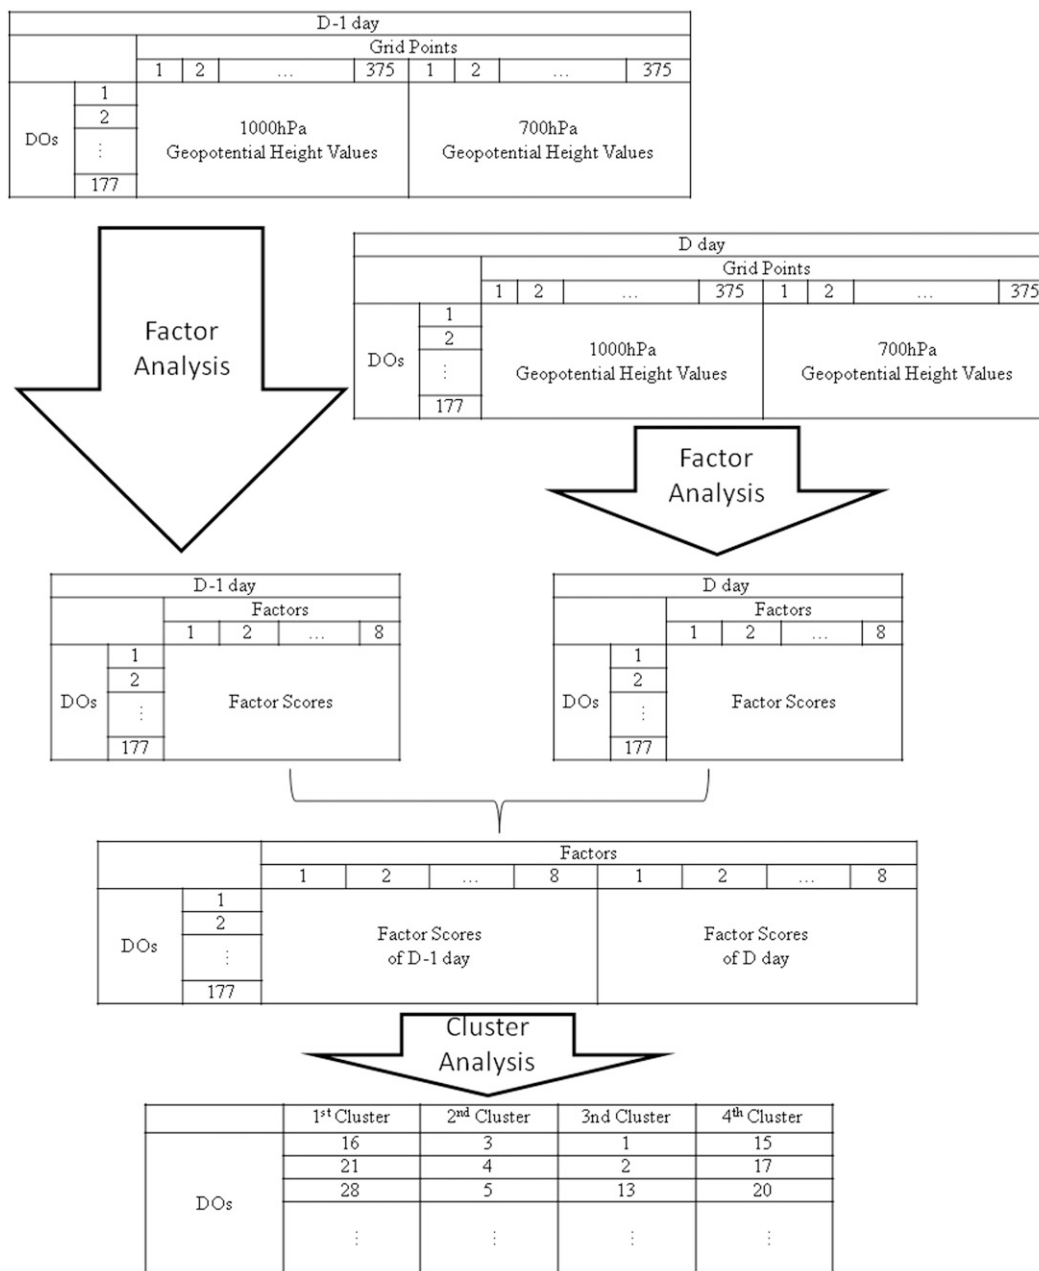 D-1 day
Grid Points
1 2 ... 375 1 2 ... 375
DOs
1
2
⋮
177
1000hPa
Geopotential Height Values
700hPa
Geopotential Height Values
Factor
Analysis
D day
Grid Points
1 2 ... 375 1 2 ... 375
DOs
1
2
⋮
177
1000hPa
Geopotential Height Values
700hPa
Geopotential Height Values
Factor
Analysis
D-1 day
Factors
1 2 ... 8
DOs
1
2
⋮
177
Factor Scores
D day
Factors
1 2 ... 8
DOs
1
2
⋮
177
Factor Scores
Factors
1 2 ... 8 1 2 ... 8
DOs
1
2
⋮
177
Factor Scores
of D-1 day
Factor Scores
of D day
Cluster
Analysis
1st Cluster 2nd Cluster 3nd Cluster 4th Cluster
DOs
16 3 1 15
21 4 2 17
28 5 13 20
⋮ ⋮ ⋮ ⋮